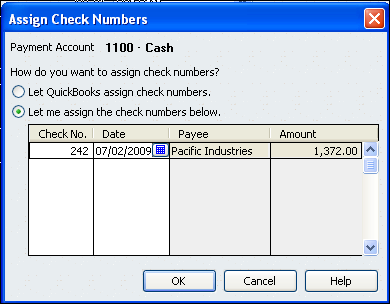 Assign Check Numbers
Payment Account 1100 · Cash
How do you want to assign check numbers?
Let QuickBooks assign check numbers.
Let me assign the check numbers below.
Check No. Date Payee Amount
242 07/02/2009 Pacific Industries 1,372.00
OK Cancel Help